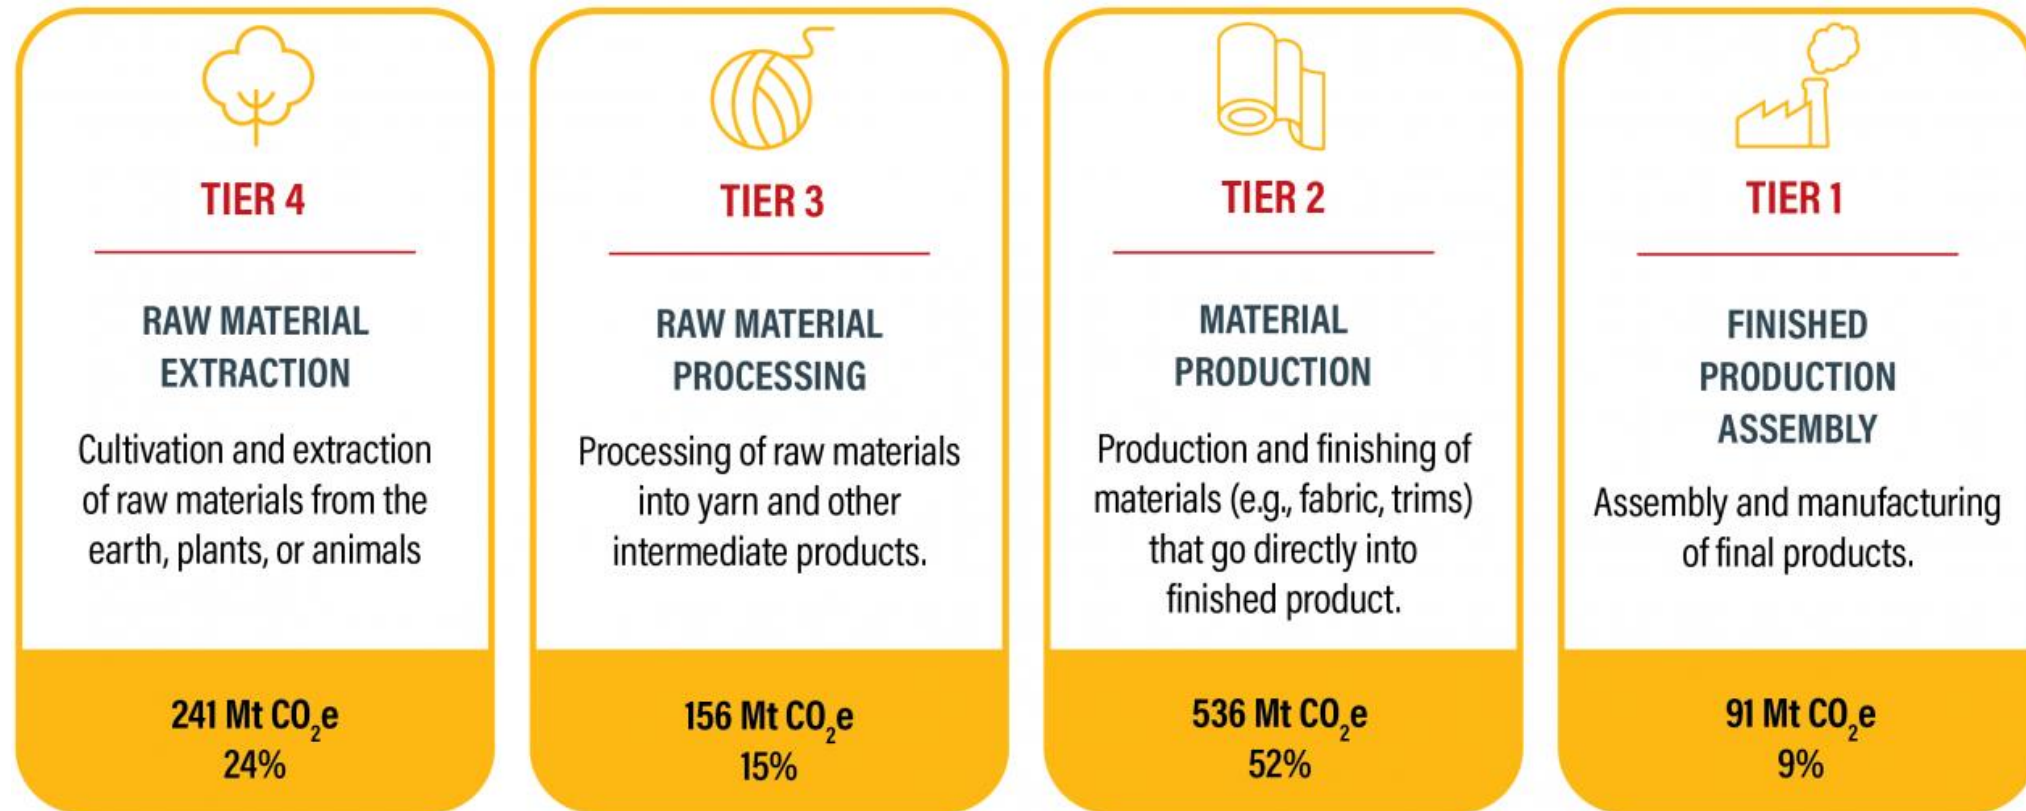 TIER 4
RAW MATERIAL
EXTRACTION
Cultivation and extraction
of raw materials from the
earth, plants, or animals
241 Mt CO₂e
24%
TIER 3
RAW MATERIAL
PROCESSING
Processing of raw materials
into yarn and other
intermediate products.
156 Mt CO₂e
15%
TIER 2
MATERIAL
PRODUCTION
Production and finishing of
materials (e.g., fabric, trims)
that go directly into
finished product.
536 Mt CO₂e
52%
TIER 1
FINISHED
PRODUCTION
ASSEMBLY
Assembly and manufacturing
of final products.
91 Mt CO₂e
9%